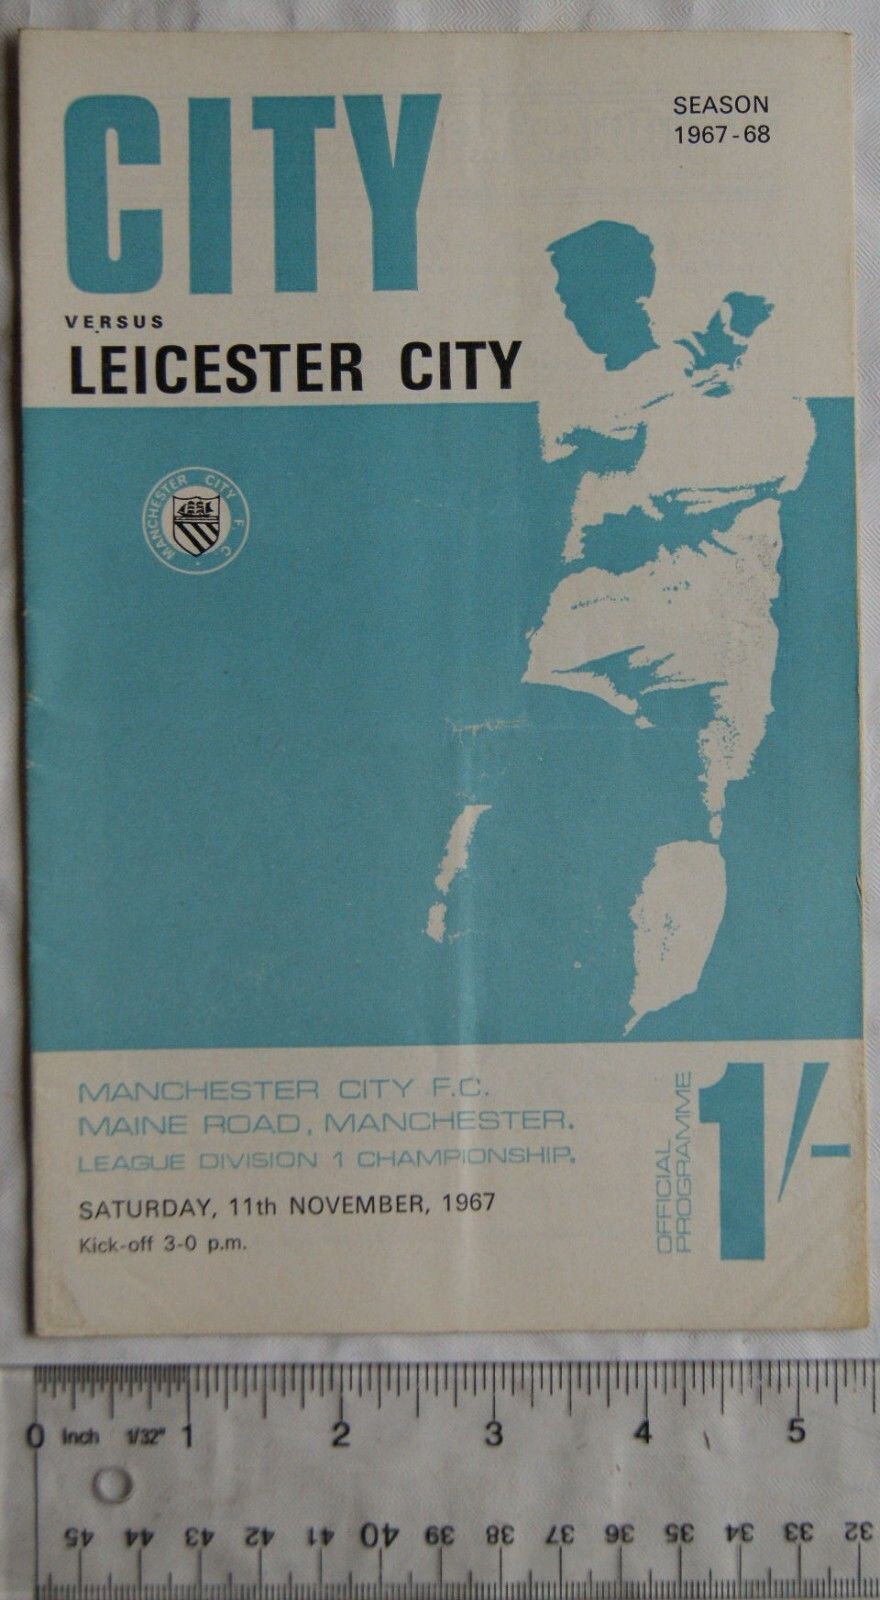 CITY
SEASON
1967-68
VERSUS
LEICESTER CITY
MANCHESTER CITY F C
MANCHESTER CITY F.C.
MAINE ROAD, MANCHESTER.
LEAGUE DIVISION 1 CHAMPIONSHIP.
SATURDAY, 11th NOVEMBER, 1967
Kick-off 3-0 p.m.
OFFICIAL
PROGRAMME
1/-
0 Inch 1/32" 1 2 3 4 5
45 44 43 42 41 40 39 38 37 36 35 34 33 32